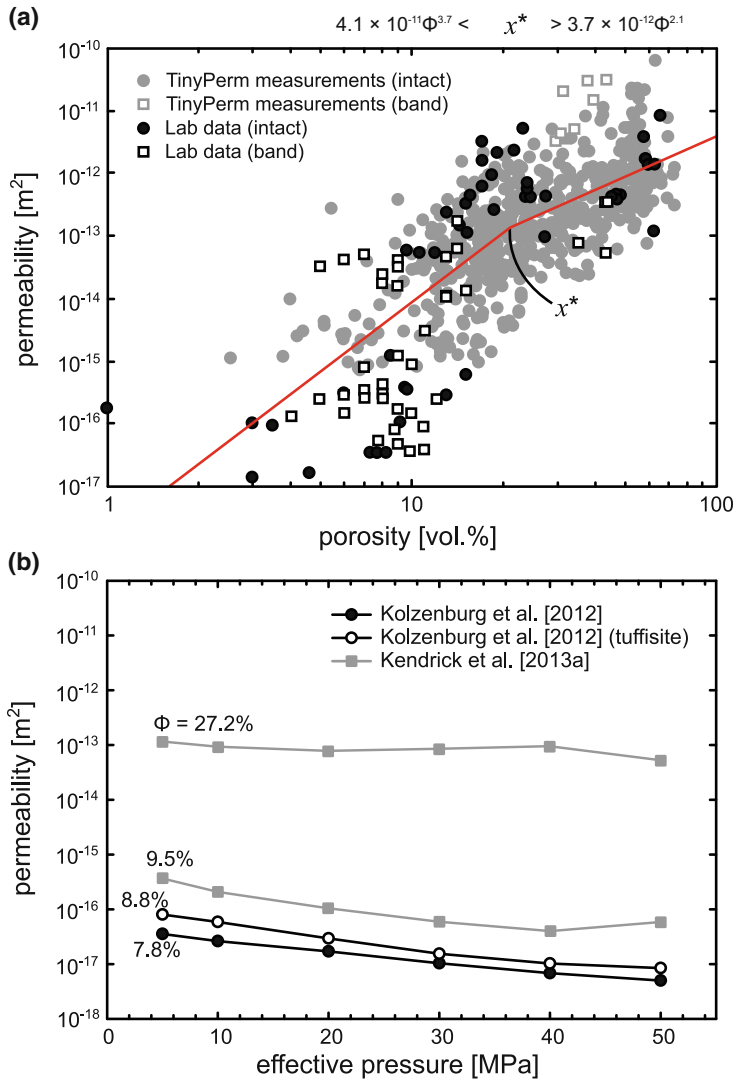 (a)
4.1 × 10⁻¹¹Φ³·⁷ < x* > 3.7 × 10⁻¹²Φ²·¹
10⁻¹⁰
10⁻¹¹
10⁻¹²
10⁻¹³
10⁻¹⁴
10⁻¹⁵
10⁻¹⁶
10⁻¹⁷
permeability [m²]
TinyPerm measurements (intact)
TinyPerm measurements (band)
Lab data (intact)
Lab data (band)
x*
1 10 100
porosity [vol.%]
(b)
10⁻¹⁰
10⁻¹¹
10⁻¹²
10⁻¹³
10⁻¹⁴
10⁻¹⁵
10⁻¹⁶
10⁻¹⁷
10⁻¹⁸
permeability [m²]
Kolzenburg et al. [2012]
Kolzenburg et al. [2012] (tuffisite)
Kendrick et al. [2013a]
Φ = 27.2%
9.5%
8.8%
7.8%
0 10 20 30 40 50
effective pressure [MPa]